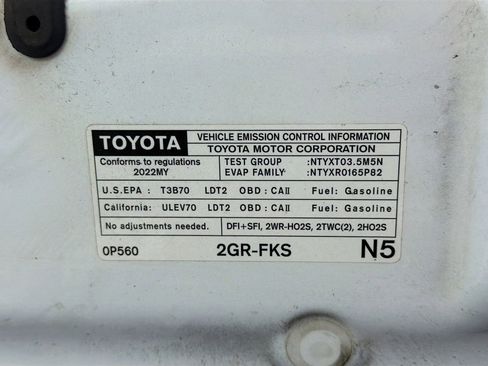 TOYOTA
VEHICLE EMISSION CONTROL INFORMATION
TOYOTA MOTOR CORPORATION
Conforms to regulations
2022MY
TEST GROUP :NTYXT03.5M5N
EVAP FAMILY :NTYXR0165P82
U.S.EPA : T3B70 LDT2 OBD : CAII Fuel: Gasoline
California: ULEV70 LDT2 OBD : CAII Fuel: Gasoline
No adjustments needed. DFI+SFI, 2WR-HO2S, 2TWC(2), 2HO2S
0P560 2GR-FKS N5